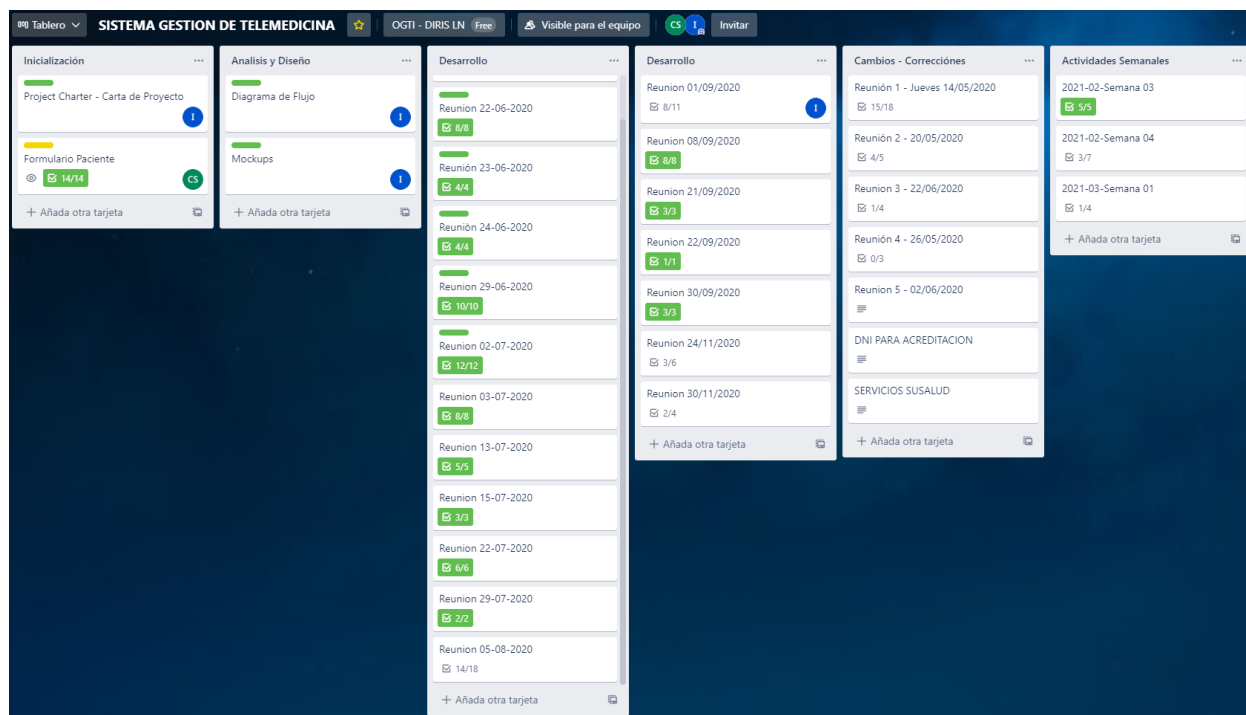 Tablero
SISTEMA GESTION DE TELEMEDICINA
OGTI - DIRIS LN Free
Visible para el equipo
CS I
Invitar
Inicialización
Project Charter - Carta de Proyecto
I
Formulario Paciente
14/14
CS
+ Añada otra tarjeta
Analisis y Diseño
Diagrama de Flujo
I
Mockups
I
+ Añada otra tarjeta
Desarrollo
Reunion 22-06-2020
8/8
Reunión 23-06-2020
4/4
Reunión 24-06-2020
4/4
Reunion 29-06-2020
10/10
Reunion 02-07-2020
12/12
Reunion 03-07-2020
8/8
Reunion 13-07-2020
5/5
Reunion 15-07-2020
3/3
Reunion 22-07-2020
6/6
Reunion 29-07-2020
2/2
Reunion 05-08-2020
14/18
+ Añada otra tarjeta
Desarrollo
Reunion 01/09/2020
8/11
I
Reunion 08/09/2020
8/8
Reunion 21/09/2020
3/3
Reunion 22/09/2020
1/1
Reunion 30/09/2020
3/3
Reunion 24/11/2020
3/6
Reunion 30/11/2020
2/4
+ Añada otra tarjeta
Cambios - Correcciónes
Reunión 1 - Jueves 14/05/2020
15/18
Reunión 2 - 20/05/2020
4/5
Reunion 3 - 22/06/2020
1/4
Reunión 4 - 26/05/2020
0/3
Reunion 5 - 02/06/2020
DNI PARA ACREDITACION
SERVICIOS SUSALUD
+ Añada otra tarjeta
Actividades Semanales
2021-02-Semana 03
5/5
2021-02-Semana 04
3/7
2021-03-Semana 01
1/4
+ Añada otra tarjeta